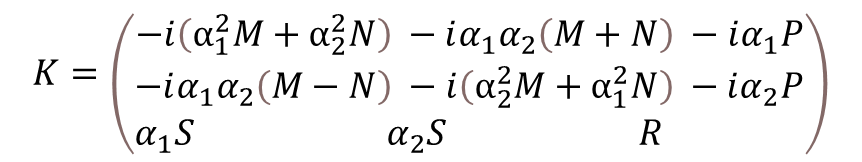 −i(α₁²M + α₂²N) − iα₁α₂(M + N) − iα₁P
K = −iα₁α₂(M − N) − i(α₂²M + α₁²N) − iα₂P
α₁S α₂S R